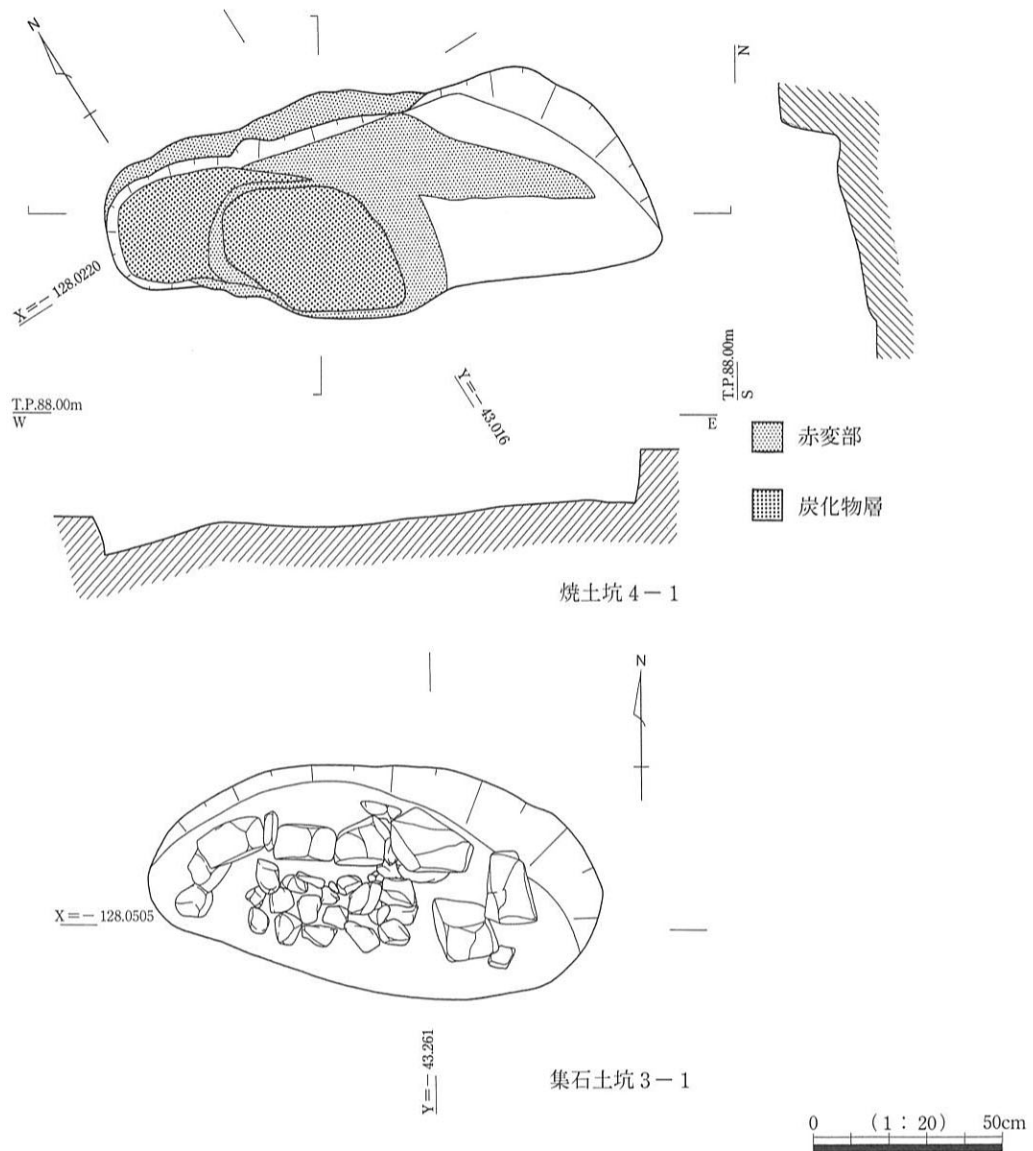 N
N
X＝－128.0220
T.P.88.00m
W
Y＝－43.016
E
T.P.88.00m
S
赤変部
炭化物層
焼土坑 4－1
N
X＝－128.0505
Y＝－43.261
集石土坑 3－1
0 (1：20) 50cm